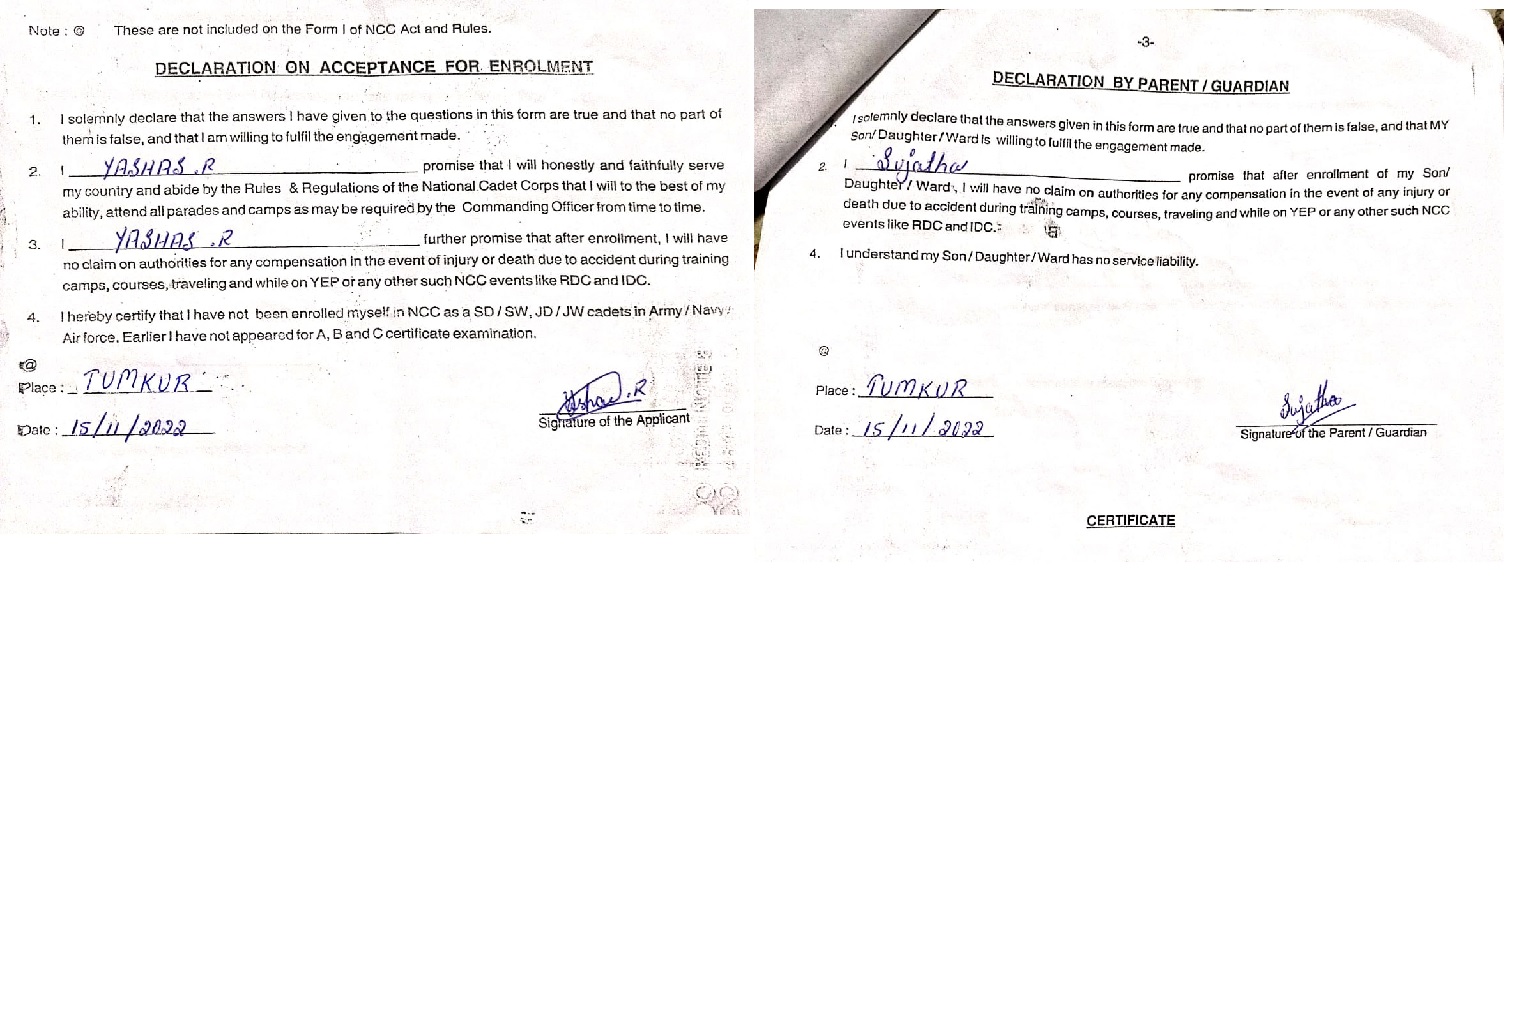 Note : @ These are not included on the Form I of NCC Act and Rules.
DECLARATION ON ACCEPTANCE FOR ENROLMENT
1. I solemnly declare that the answers I have given to the questions in this form are true and that no part of
them is false, and that I am willing to fulfil the engagement made.
2. I YASHAS .R promise that I will honestly and faithfully serve
my country and abide by the Rules & Regulations of the National Cadet Corps that I will to the best of my
ability, attend all parades and camps as may be required by the Commanding Officer from time to time.
3. I YASHAS .R further promise that after enrollment, I will have
no claim on authorities for any compensation in the event of injury or death due to accident during training
camps, courses, traveling and while on YEP or any other such NCC events like RDC and IDC.
4. I hereby certify that I have not been enrolled myself in NCC as a SD / SW, JD / JW cadets in Army / Navy /
Air force. Earlier I have not appeared for A, B and C certificate examination.
@
Place : TUMKUR
Yashas .R
Signature of the Applicant
Date : 15/11/2022
-3-
DECLARATION BY PARENT / GUARDIAN
I solemnly declare that the answers given in this form are true and that no part of them is false, and that MY
Son/ Daughter / Ward is willing to fulfil the engagement made.
2. I Sujatha promise that after enrollment of my Son/
Daughter / Ward, I will have no claim on authorities for any compensation in the event of any injury or
death due to accident during training camps, courses, traveling and while on YEP or any other such NCC
events like RDC and IDC.
4. I understand my Son / Daughter / Ward has no service liability.
@
Place : TUMKUR
Sujatha
Date : 15/11/2022
Signature of the Parent / Guardian
CERTIFICATE